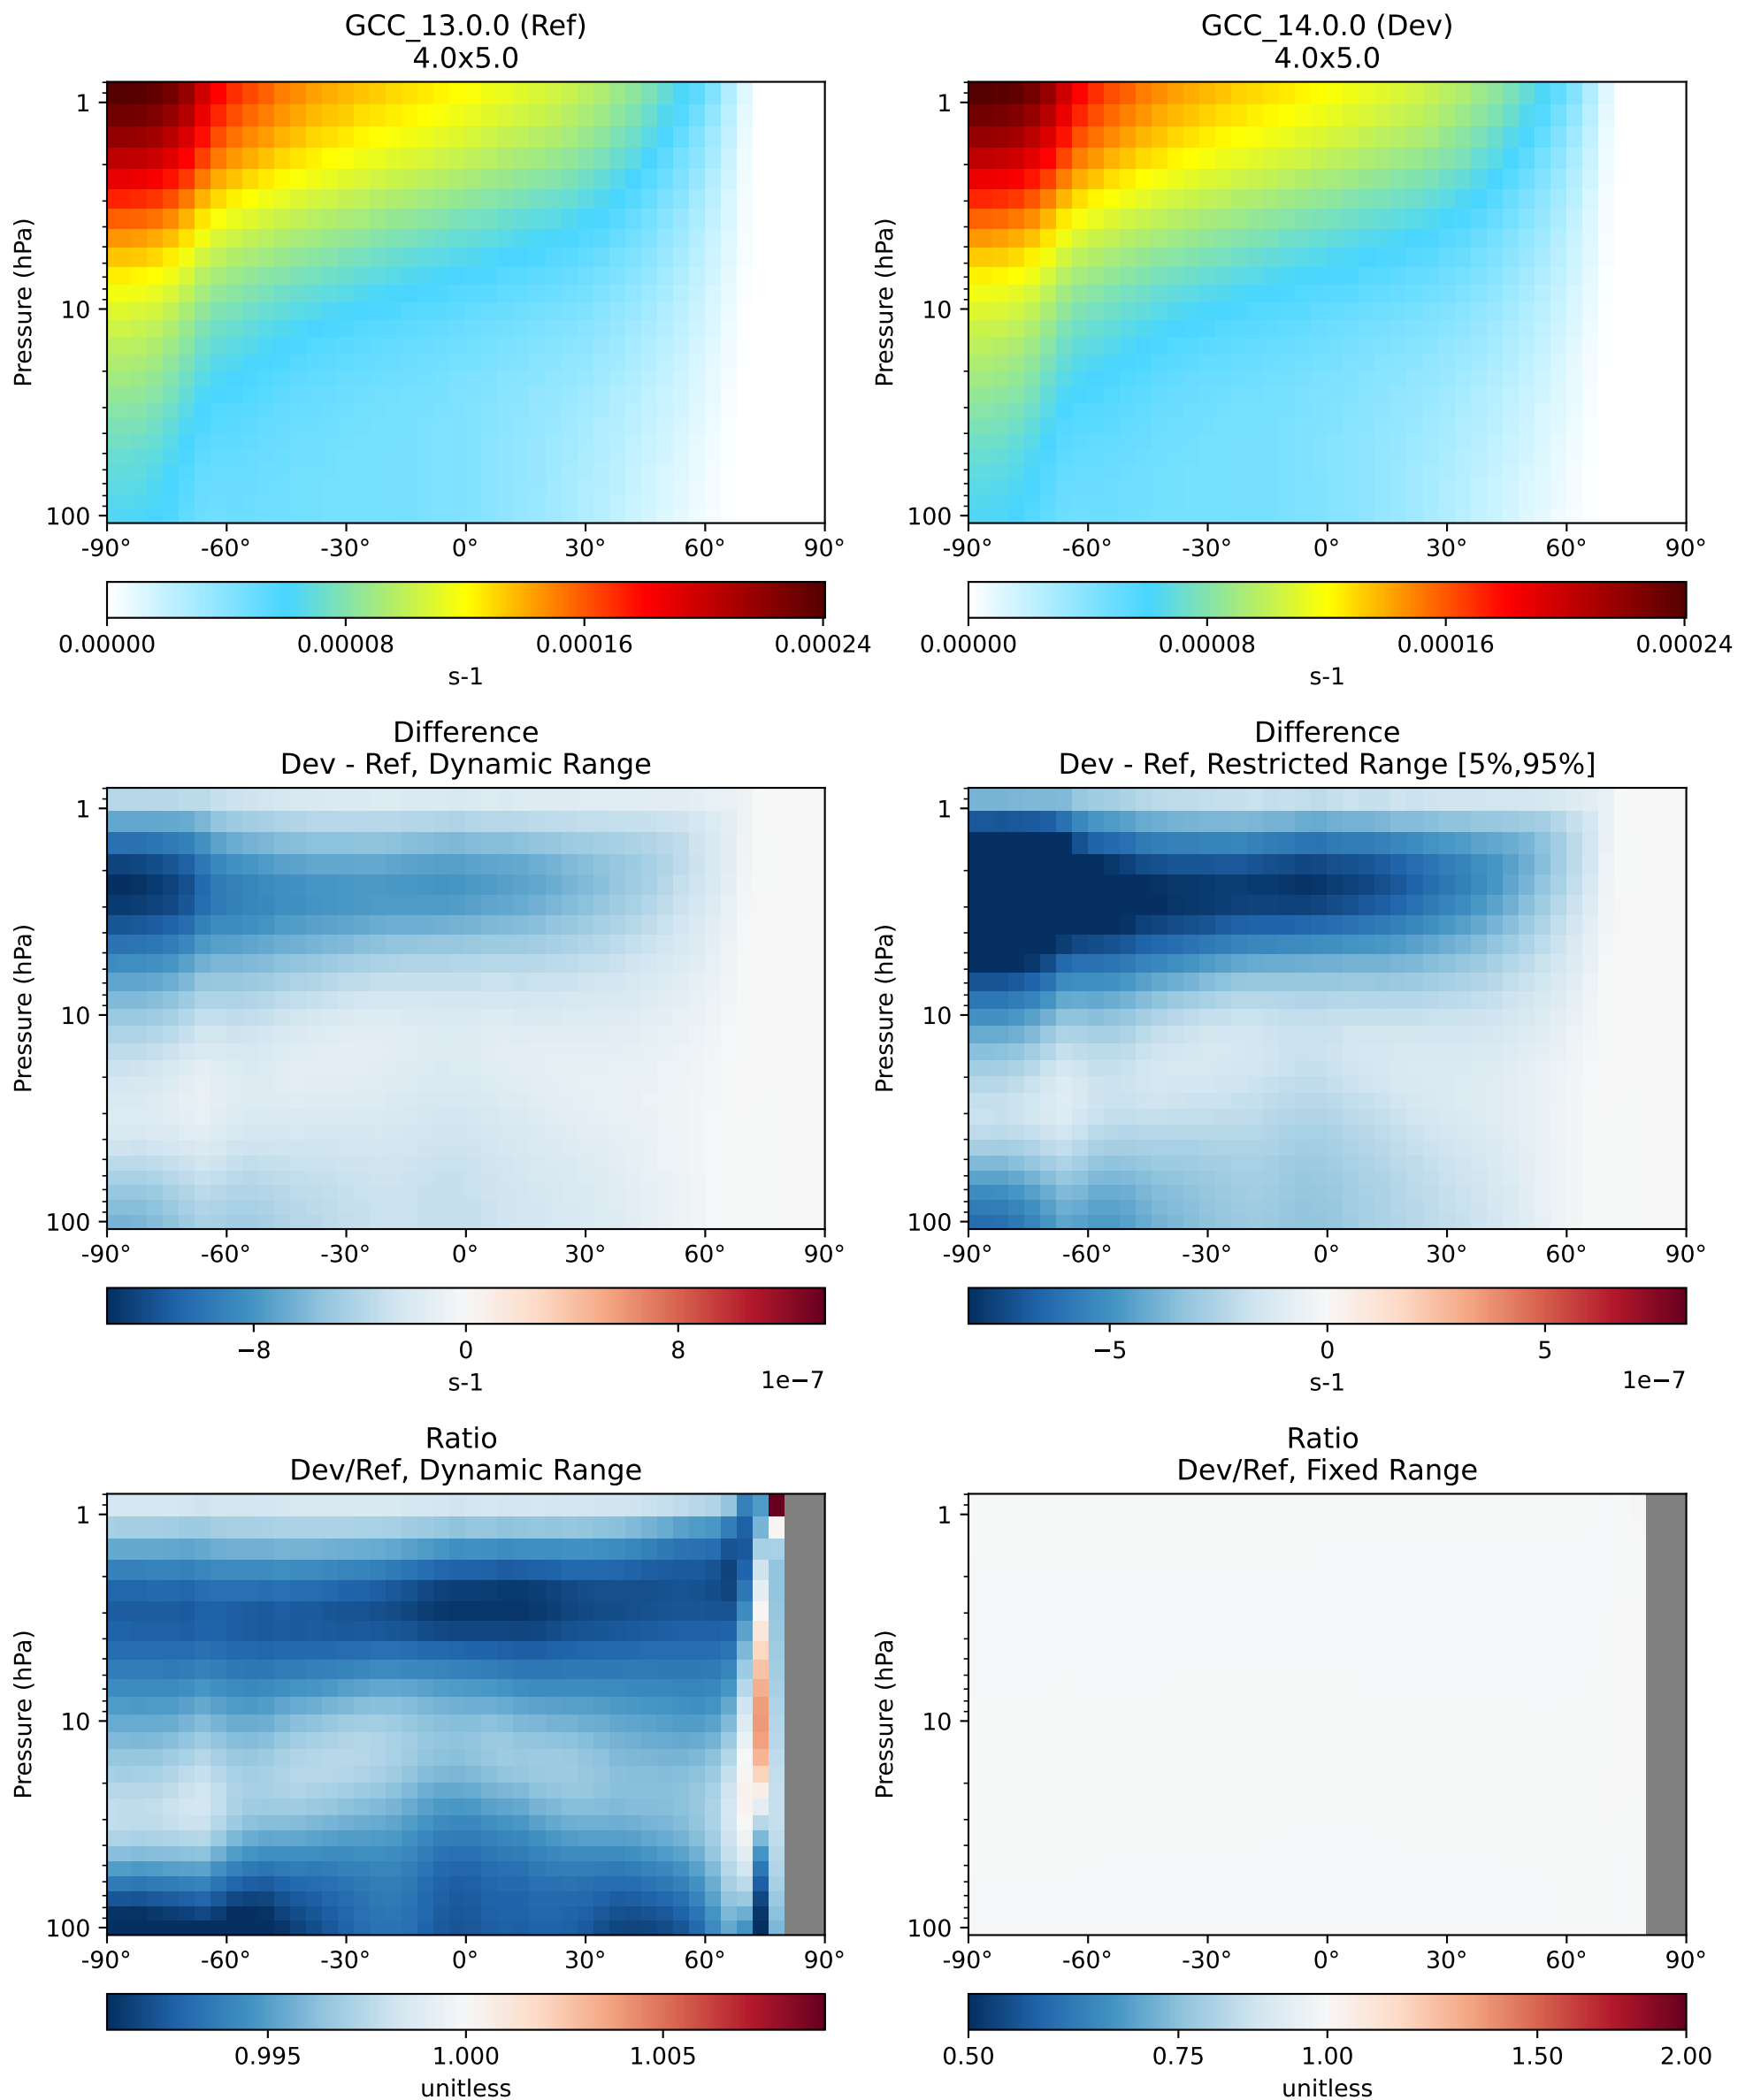 GCC_13.0.0 (Ref)
4.0x5.0
Pressure (hPa)
1
10
100
-90° -60° -30° 0° 30° 60° 90°
0.00000 0.00008 0.00016 0.00024
s-1
GCC_14.0.0 (Dev)
4.0x5.0
Pressure (hPa)
1
10
100
-90° -60° -30° 0° 30° 60° 90°
0.00000 0.00008 0.00016 0.00024
s-1
Difference
Dev - Ref, Dynamic Range
Pressure (hPa)
1
10
100
-90° -60° -30° 0° 30° 60° 90°
−8 0 8
s-1
1e−7
Difference
Dev - Ref, Restricted Range [5%,95%]
Pressure (hPa)
1
10
100
-90° -60° -30° 0° 30° 60° 90°
−5 0 5
s-1
1e−7
Ratio
Dev/Ref, Dynamic Range
Pressure (hPa)
1
10
100
-90° -60° -30° 0° 30° 60° 90°
0.995 1.000 1.005
unitless
Ratio
Dev/Ref, Fixed Range
Pressure (hPa)
1
10
100
-90° -60° -30° 0° 30° 60° 90°
0.50 0.75 1.00 1.50 2.00
unitless